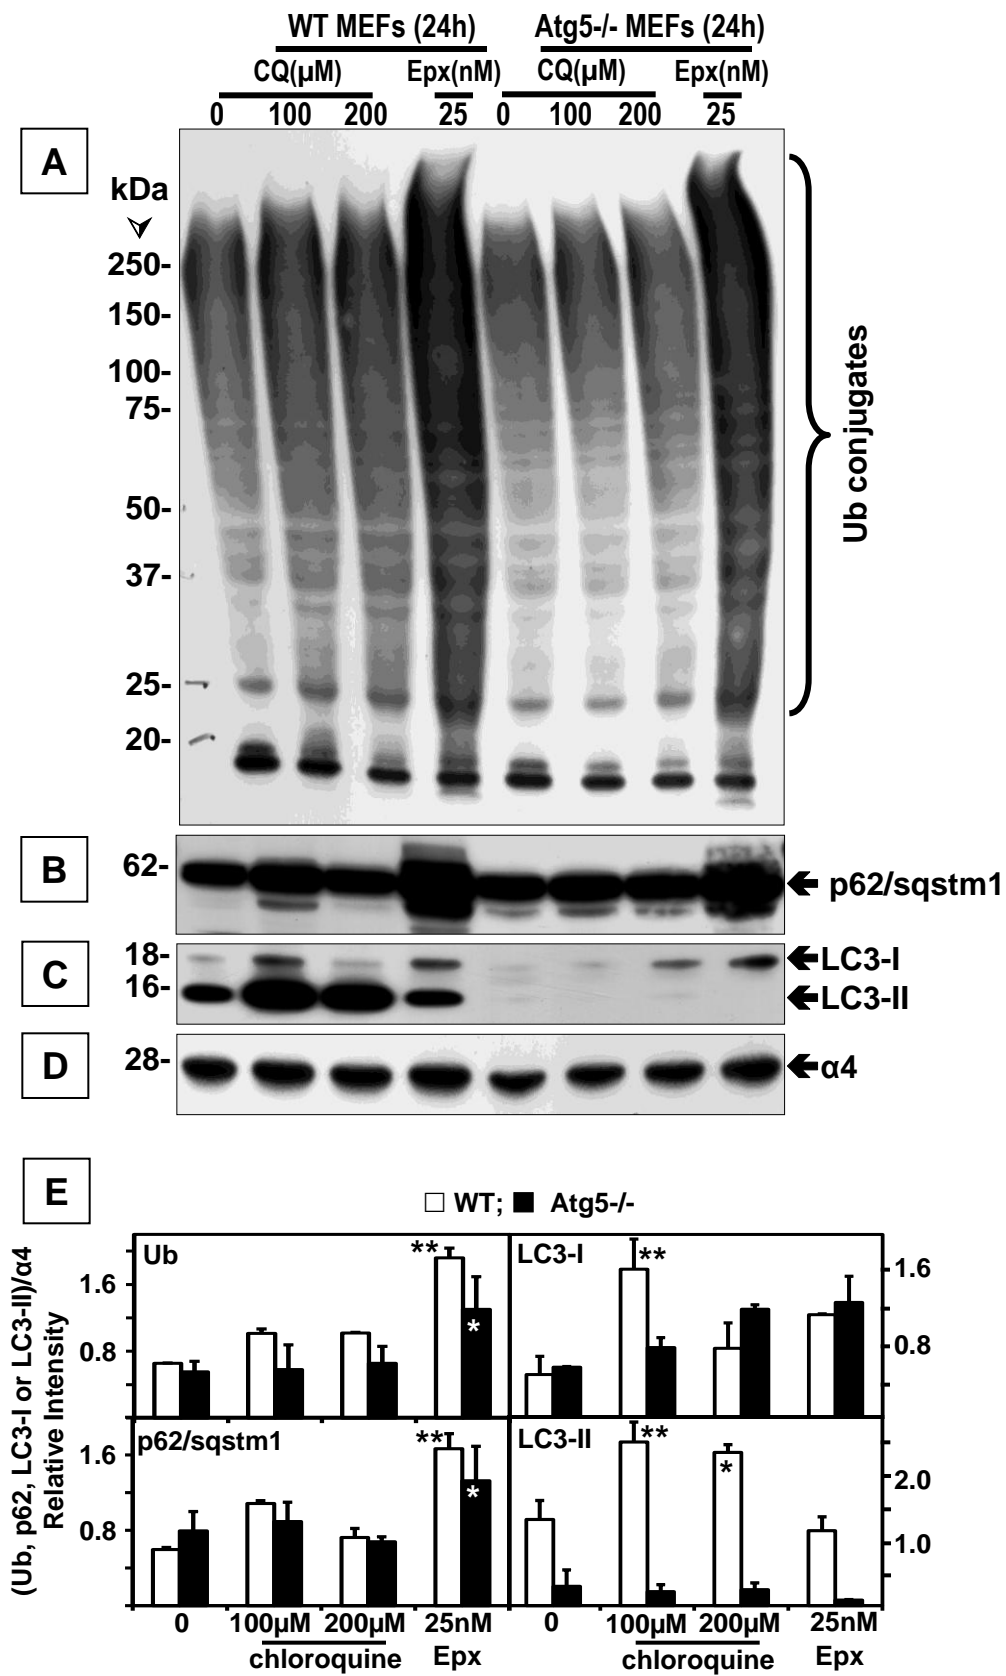 WT MEFs (24h) Atg5-/- MEFs (24h)
CQ(µM) Epx(nM) CQ(µM) Epx(nM)
0 100 200 25 0 100 200 25
A
kDa
250-
150-
100-
75-
50-
37-
25-
20-
Ub conjugates
B
62-
p62/sqstm1
C
18-
LC3-I
16-
LC3-II
D
28-
α4
E
WT; Atg5-/-
(Ub, p62, LC3-I or LC3-II)/α4
Relative Intensity
Ub ** LC3-I **
1.6 1.6
0.8 * 0.8
p62/sqstm1 ** LC3-II **
1.6 * * 2.0
0.8 1.0
0 100µM 200µM 25nM 0 100µM 200µM 25nM
chloroquine Epx chloroquine Epx